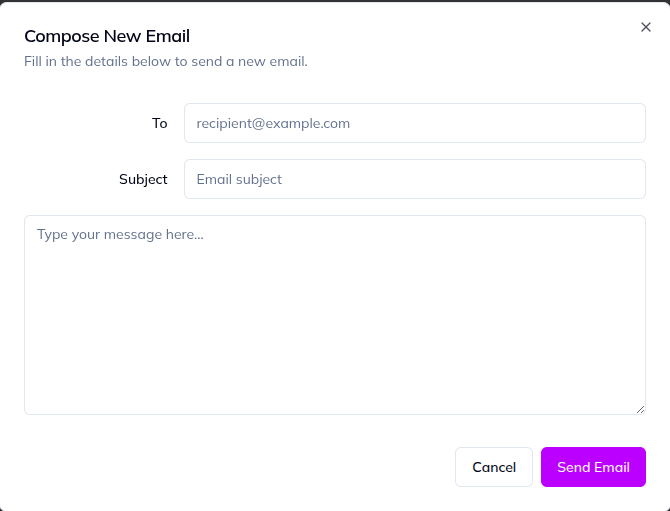 Compose New Email
Fill in the details below to send a new email.
To
recipient@example.com
Subject
Email subject
Type your message here...
Cancel
Send Email